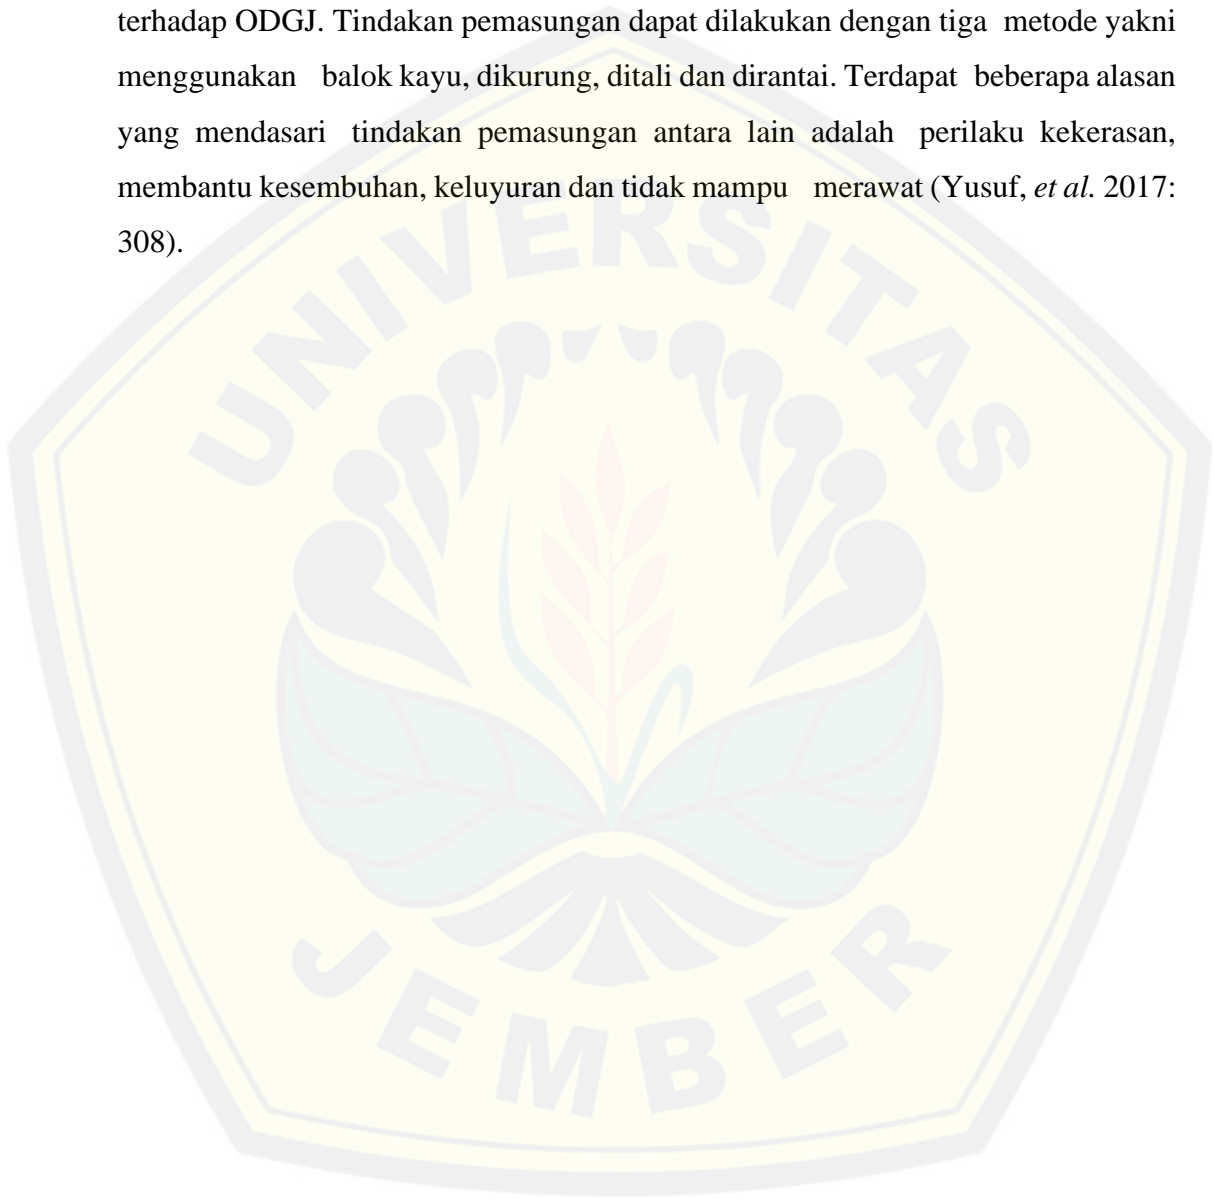 terhadap ODGJ. Tindakan pemasungan dapat dilakukan dengan tiga metode yakni
menggunakan balok kayu, dikurung, ditali dan dirantai. Terdapat beberapa alasan
yang mendasari tindakan pemasungan antara lain adalah perilaku kekerasan,
membantu kesembuhan, keluyuran dan tidak mampu merawat (Yusuf, et al. 2017:
308).
UNIVERSITAS
JEMBER